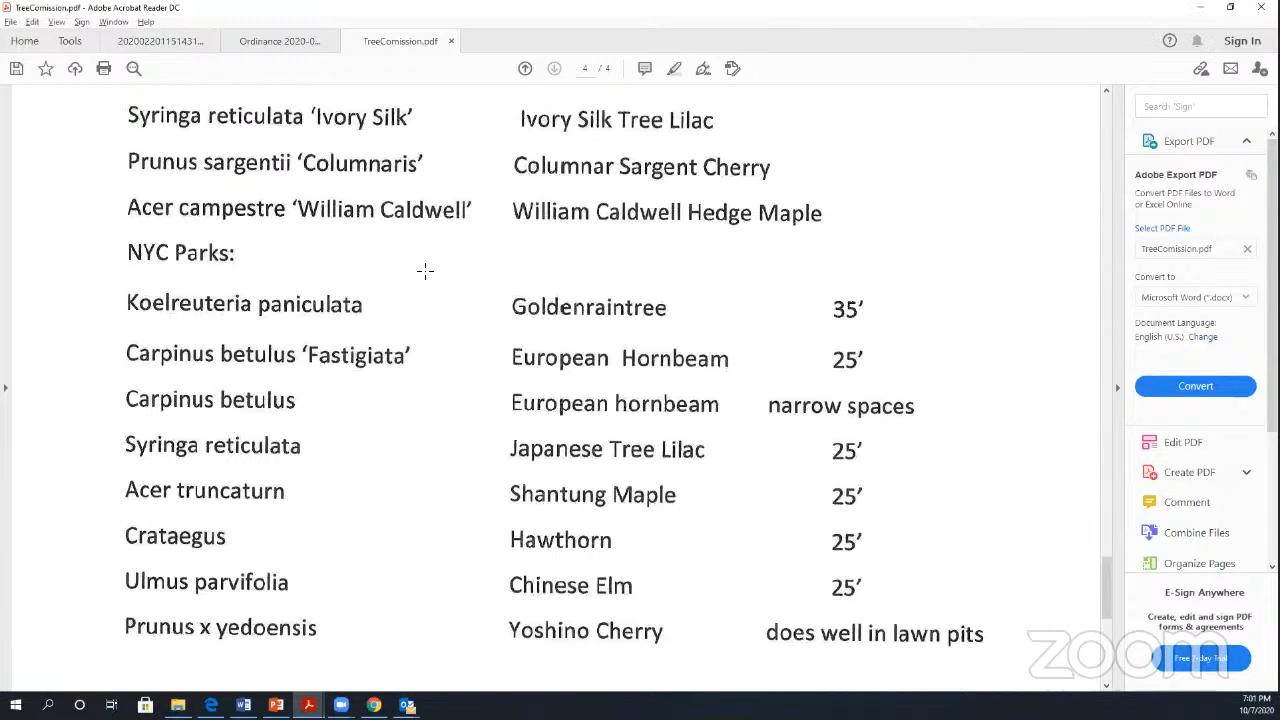 TreeComission.pdf - Adobe Acrobat Reader DC
File Edit View Sign Window Help
Home Tools 202002201151431... Ordinance 2020-0... TreeComission.pdf × Sign In
4 / 4
Syringa reticulata ‘Ivory Silk’ Ivory Silk Tree Lilac
Prunus sargentii ‘Columnaris’ Columnar Sargent Cherry
Acer campestre ‘William Caldwell’ William Caldwell Hedge Maple
NYC Parks:
Koelreuteria paniculata Goldenraintree 35’
Carpinus betulus ‘Fastigiata’ European Hornbeam 25’
Carpinus betulus European hornbeam narrow spaces
Syringa reticulata Japanese Tree Lilac 25’
Acer truncaturn Shantung Maple 25’
Crataegus Hawthorn 25’
Ulmus parvifolia Chinese Elm 25’
Prunus x yedoensis Yoshino Cherry does well in lawn pits
Search 'Sign'
Export PDF
Adobe Export PDF
Convert PDF Files to Word
or Excel Online
Select PDF File
TreeComission.pdf
Convert to
Microsoft Word (*.docx)
Document Language:
English (U.S.) Change
Convert
Edit PDF
Create PDF
Comment
Combine Files
Organize Pages
E-Sign Anywhere
Create, edit and sign PDF
forms & agreements
Free 7-day Trial
zoom
7:01 PM
10/7/2020